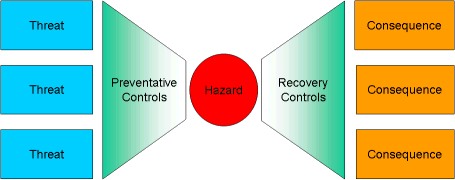 Threat
Threat
Threat
Preventative
Controls
Hazard
Recovery
Controls
Consequence
Consequence
Consequence